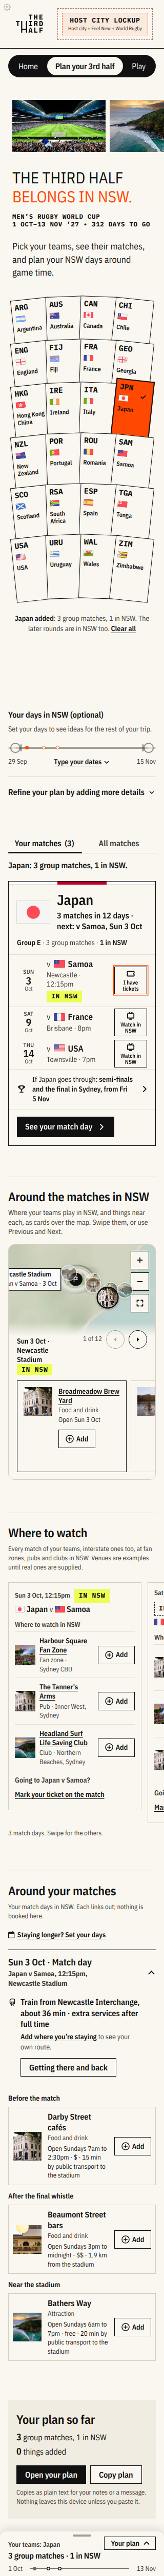 THE
THIRD
HALF
HOST CITY LOCKUP
Host city • Feel New • World Rugby
Home
Plan your 3rd half
Play
THE THIRD HALF
BELONGS IN NSW.
MEN'S RUGBY WORLD CUP
1 OCT–13 NOV '27 • 312 DAYS TO GO
Pick your teams, see their matches,
and plan your NSW days around
game time.
ARG
Argentina
AUS
Australia
CAN
Canada
CHI
Chile
ENG
England
FIJ
Fiji
FRA
France
GEO
Georgia
HKG
Hong Kong
China
IRE
Ireland
ITA
Italy
JPN
Japan
NZL
New
Zealand
POR
Portugal
ROU
Romania
SAM
Samoa
SCO
Scotland
RSA
South
Africa
ESP
Spain
TGA
Tonga
USA
USA
URU
Uruguay
WAL
Wales
ZIM
Zimbabwe
Japan added: 3 group matches, 1 in NSW. The
later rounds are in NSW too. Clear all
Your days in NSW (optional)
Set your days to see ideas for the rest of your trip.
29 Sep
Type your dates
15 Nov
Refine your plan by adding more details
Your matches (3)
All matches
Japan: 3 group matches, 1 in NSW.
Japan
3 matches in 12 days ·
next: v Samoa, Sun 3 Oct
Group E · 3 group matches · 1 in NSW
SUN
3
Oct
v Samoa
Newcastle ·
12:15pm
IN NSW
I have
tickets
SAT
9
Oct
v France
Brisbane · 8pm
Watch in
NSW
THU
14
Oct
v USA
Townsville · 7pm
Watch in
NSW
If Japan goes through: semi-finals
and the final in Sydney, from Fri
5 Nov
See your match day
Around the matches in NSW
Where your teams play in NSW, and things near
each, as cards over the map. Swipe them, or use
Previous and Next.
castle Stadium
n v Samoa · 3 Oct
Sun 3 Oct ·
Newcastle
Stadium
IN NSW
1 of 12
Broadmeadow Brew
Yard
Food and drink
Open Sun 3 Oct
Add
Where to watch
Every match of your teams, interstate ones too, at fan
zones, pubs and clubs in NSW. Venues are examples
until real ones are supplied.
Sun 3 Oct, 12:15pm
IN NSW
Japan v Samoa
Where to watch in NSW
Harbour Square
Fan Zone
Fan zone ·
Sydney CBD
Add
The Tanner's
Arms
Pub · Inner West,
Sydney
Add
Headland Surf
Life Saving Club
Club · Northern
Beaches, Sydney
Add
Going to Japan v Samoa?
Mark your ticket on the match
Sat
3 match days. Swipe for the others.
Around your matches
Your match days in NSW. Each links out; nothing is
booked here.
Staying longer? Set your days
Sun 3 Oct · Match day
Japan v Samoa, 12:15pm,
Newcastle Stadium
Train from Newcastle Interchange,
about 36 min · extra services after
full time
Add where you're staying to see your
own route.
Getting there and back
Before the match
Darby Street
cafés
Food and drink
Open Sundays 7am to
2:30pm · $ · 15 min
by public transport to
the stadium
Add
After the final whistle
Beaumont Street
bars
Food and drink
Open Sundays 3pm to
midnight · $$ · 1.9 km
from the stadium
Add
Near the stadium
Bathers Way
Attraction
Open Sundays 6am to
7pm · free · 20 min by
public transport to the
stadium
Add
Your plan so far
3 group matches, 1 in NSW
0 things added
Open your plan
Copy plan
Copies as plain text for your notes or a message.
Nothing leaves this device unless you paste it.
Your teams: Japan
3 group matches · 1 in NSW
Your plan
1 Oct
13 Nov